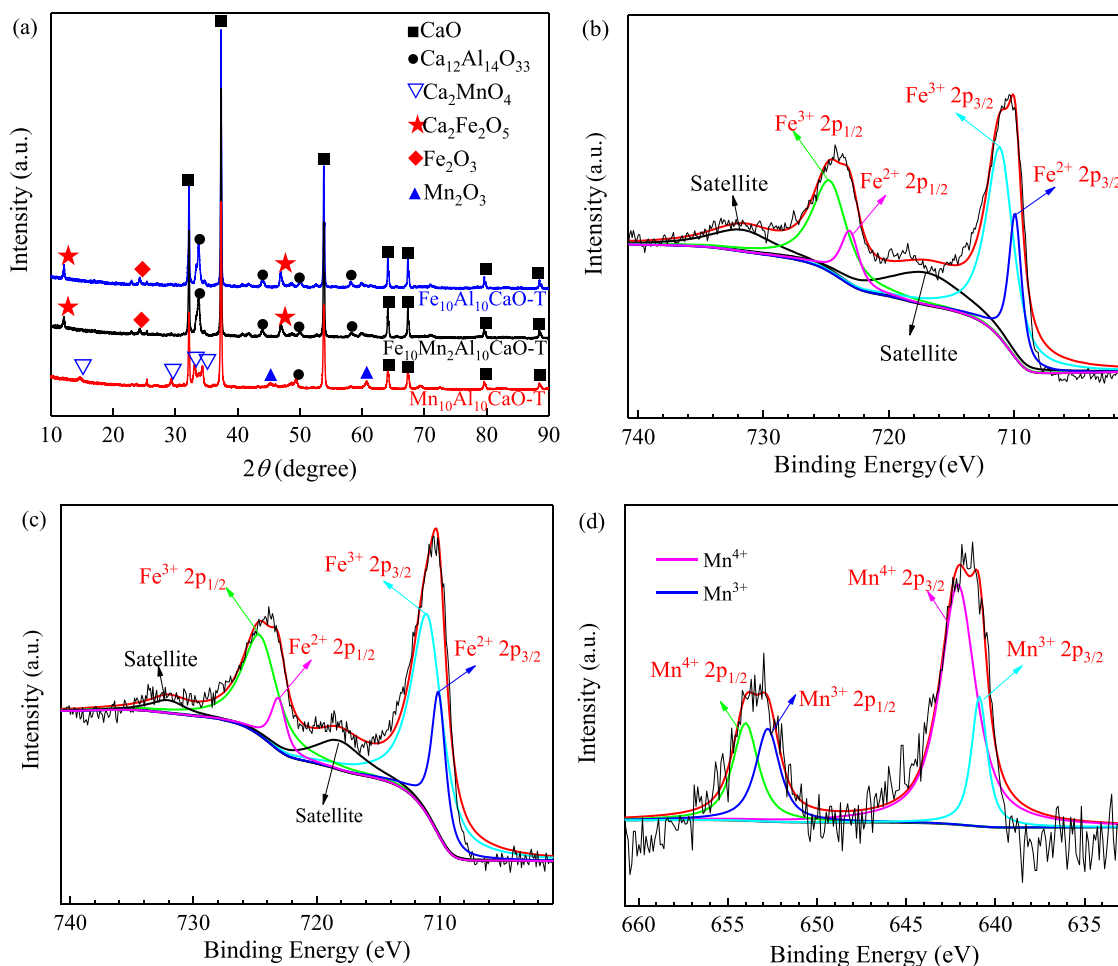 (a)
CaO
Ca12Al14O33
Ca2MnO4
Ca2Fe2O5
Fe2O3
Mn2O3
Fe10Al10CaO-T
Fe10Mn2Al10CaO-T
Mn10Al10CaO-T
Intensity (a.u.)
10 20 30 40 50 60 70 80 90
2θ (degree)
(b)
Fe3+ 2p3/2
Fe3+ 2p1/2
Fe2+ 2p1/2
Fe2+ 2p3/2
Satellite
Satellite
Intensity (a.u.)
740 730 720 710
Binding Energy(eV)
(c)
Fe3+ 2p3/2
Fe3+ 2p1/2
Fe2+ 2p1/2
Fe2+ 2p3/2
Satellite
Satellite
Intensity (a.u.)
740 730 720 710
Binding Energy (eV)
(d)
Mn4+
Mn3+
Mn4+ 2p3/2
Mn3+ 2p3/2
Mn4+ 2p1/2
Mn3+ 2p1/2
Intensity (a.u.)
660 655 650 645 640 635
Binding Energy (eV)